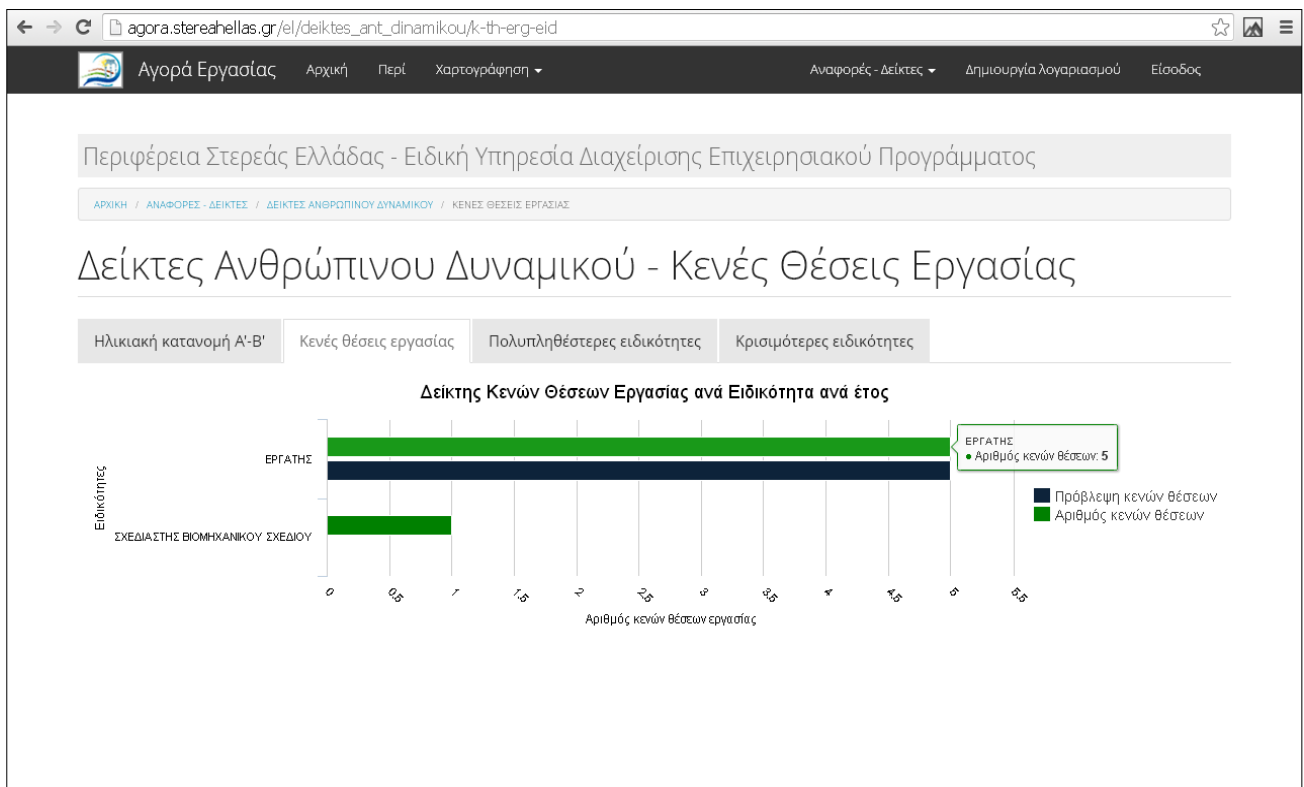 agora.stereahellas.gr/el/deiktes_ant_dinamikou/k-th-erg-eid
Αγορά Εργασίας Αρχική Περί Χαρτογράφηση Αναφορές - Δείκτες Δημιουργία λογαριασμού Είσοδος
Περιφέρεια Στερεάς Ελλάδας - Ειδική Υπηρεσία Διαχείρισης Επιχειρησιακού Προγράμματος
ΑΡΧΙΚΗ / ΑΝΑΦΟΡΕΣ - ΔΕΙΚΤΕΣ / ΔΕΙΚΤΕΣ ΑΝΘΡΩΠΙΝΟΥ ΔΥΝΑΜΙΚΟΥ / ΚΕΝΕΣ ΘΕΣΕΙΣ ΕΡΓΑΣΙΑΣ
Δείκτες Ανθρώπινου Δυναμικού - Κενές Θέσεις Εργασίας
Ηλικιακή κατανομή Α'-Β' Κενές θέσεις εργασίας Πολυπληθέστερες ειδικότητες Κρισιμότερες ειδικότητες
Δείκτης Κενών Θέσεων Εργασίας ανά Ειδικότητα ανά έτος
ΕΡΓΑΤΗΣ
• Αριθμός κενών θέσεων: 5
ΕΡΓΑΤΗΣ
Ειδικότητες
ΣΧΕΔΙΑΣΤΗΣ ΒΙΟΜΗΧΑΝΙΚΟΥ ΣΧΕΔΙΟΥ
Πρόβλεψη κενών θέσεων
Αριθμός κενών θέσεων
0 0,5 1 1,5 2 2,5 3 3,5 4 4,5 5 5,5
Αριθμός κενών θέσεων εργασίας